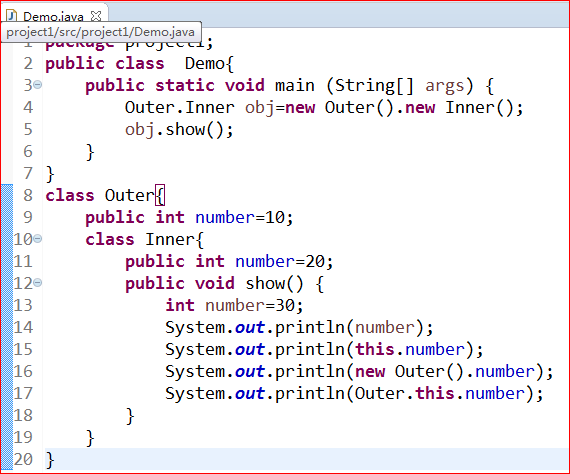 Demo.java
project1/src/project1/Demo.java
1 package project1;
2 public class  Demo{
3     public static void main (String[] args) {
4         Outer.Inner obj=new Outer().new Inner();
5         obj.show();
6     }
7 }
8 class Outer{
9     public int number=10;
10     class Inner{
11         public int number=20;
12         public void show() {
13             int number=30;
14             System.out.println(number);
15             System.out.println(this.number);
16             System.out.println(new Outer().number);
17             System.out.println(Outer.this.number);
18         }
19     }
20 }